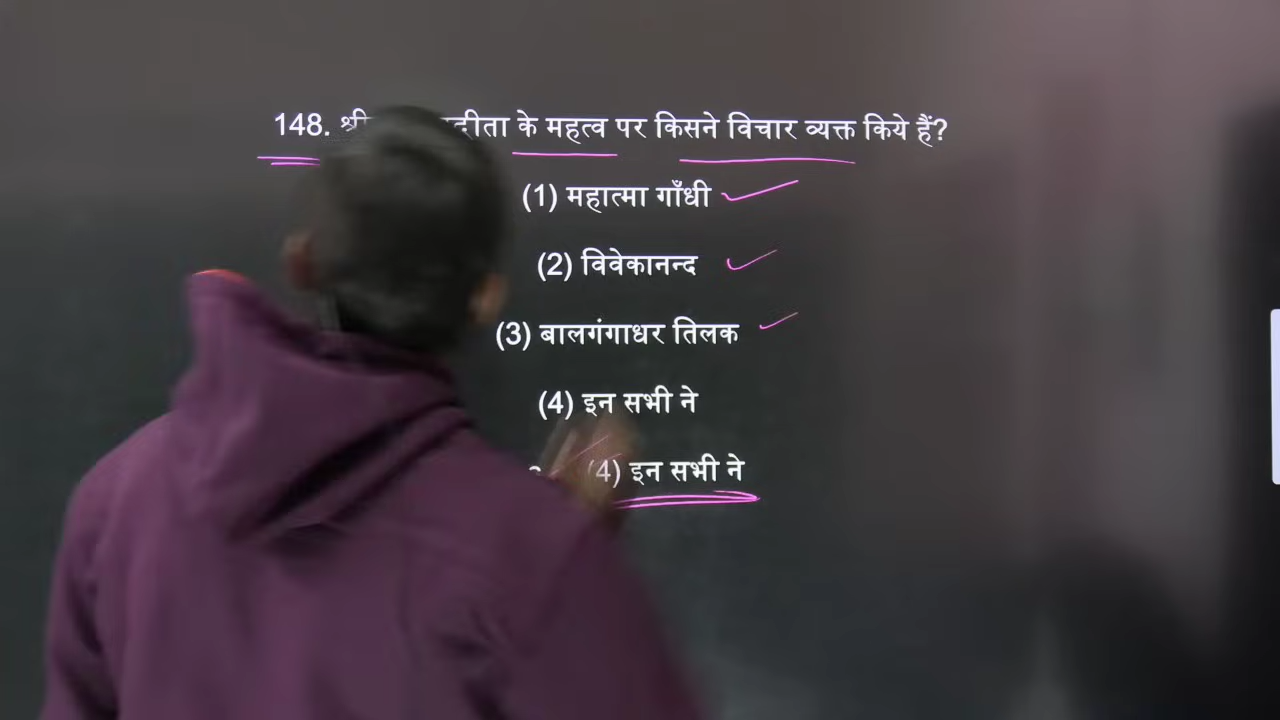 148. के महत्व पर किसने विचार व्यक्त किये हैं?
(1) महात्मा गाँधी
(2) विवेकानन्द
(3) बालगंगाधर तिलक
(4) इन सभी ने
(4) इन सभी ने